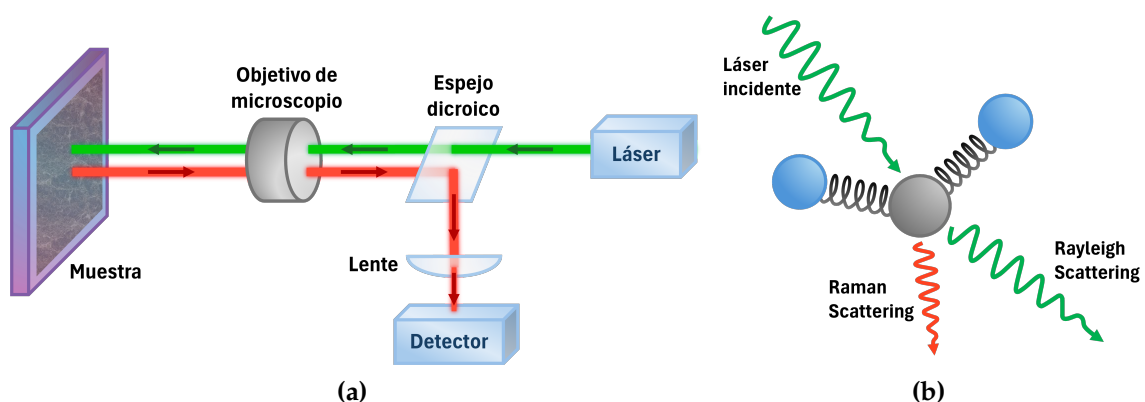 Objetivo de
microscopio
Espejo
dicroico
Láser
Muestra
Lente
Detector
(a)
Láser
incidente
Rayleigh
Scattering
Raman
Scattering
(b)